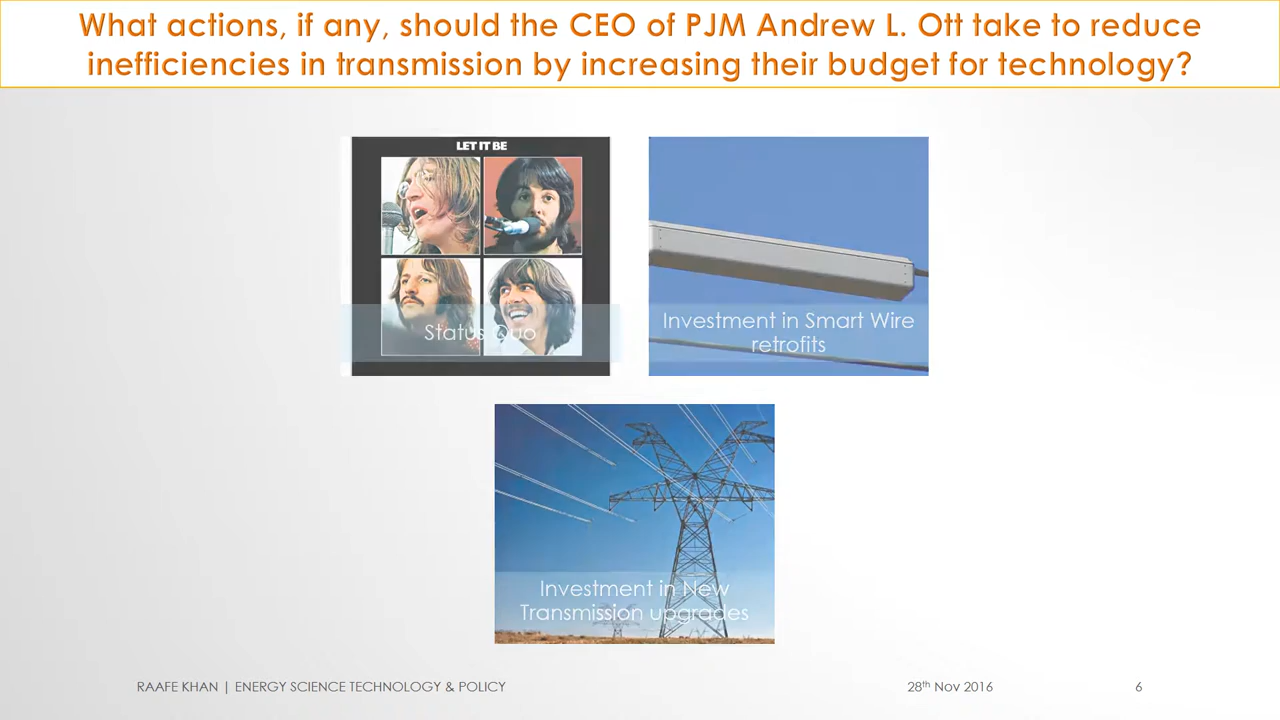 What actions, if any, should the CEO of PJM Andrew L. Ott take to reduce
inefficiencies in transmission by increasing their budget for technology?
LET IT BE
Status Quo
Investment in Smart Wire
retrofits
Investment in New
Transmission upgrades
RAAFE KHAN | ENERGY SCIENCE TECHNOLOGY & POLICY
28th Nov 2016
6